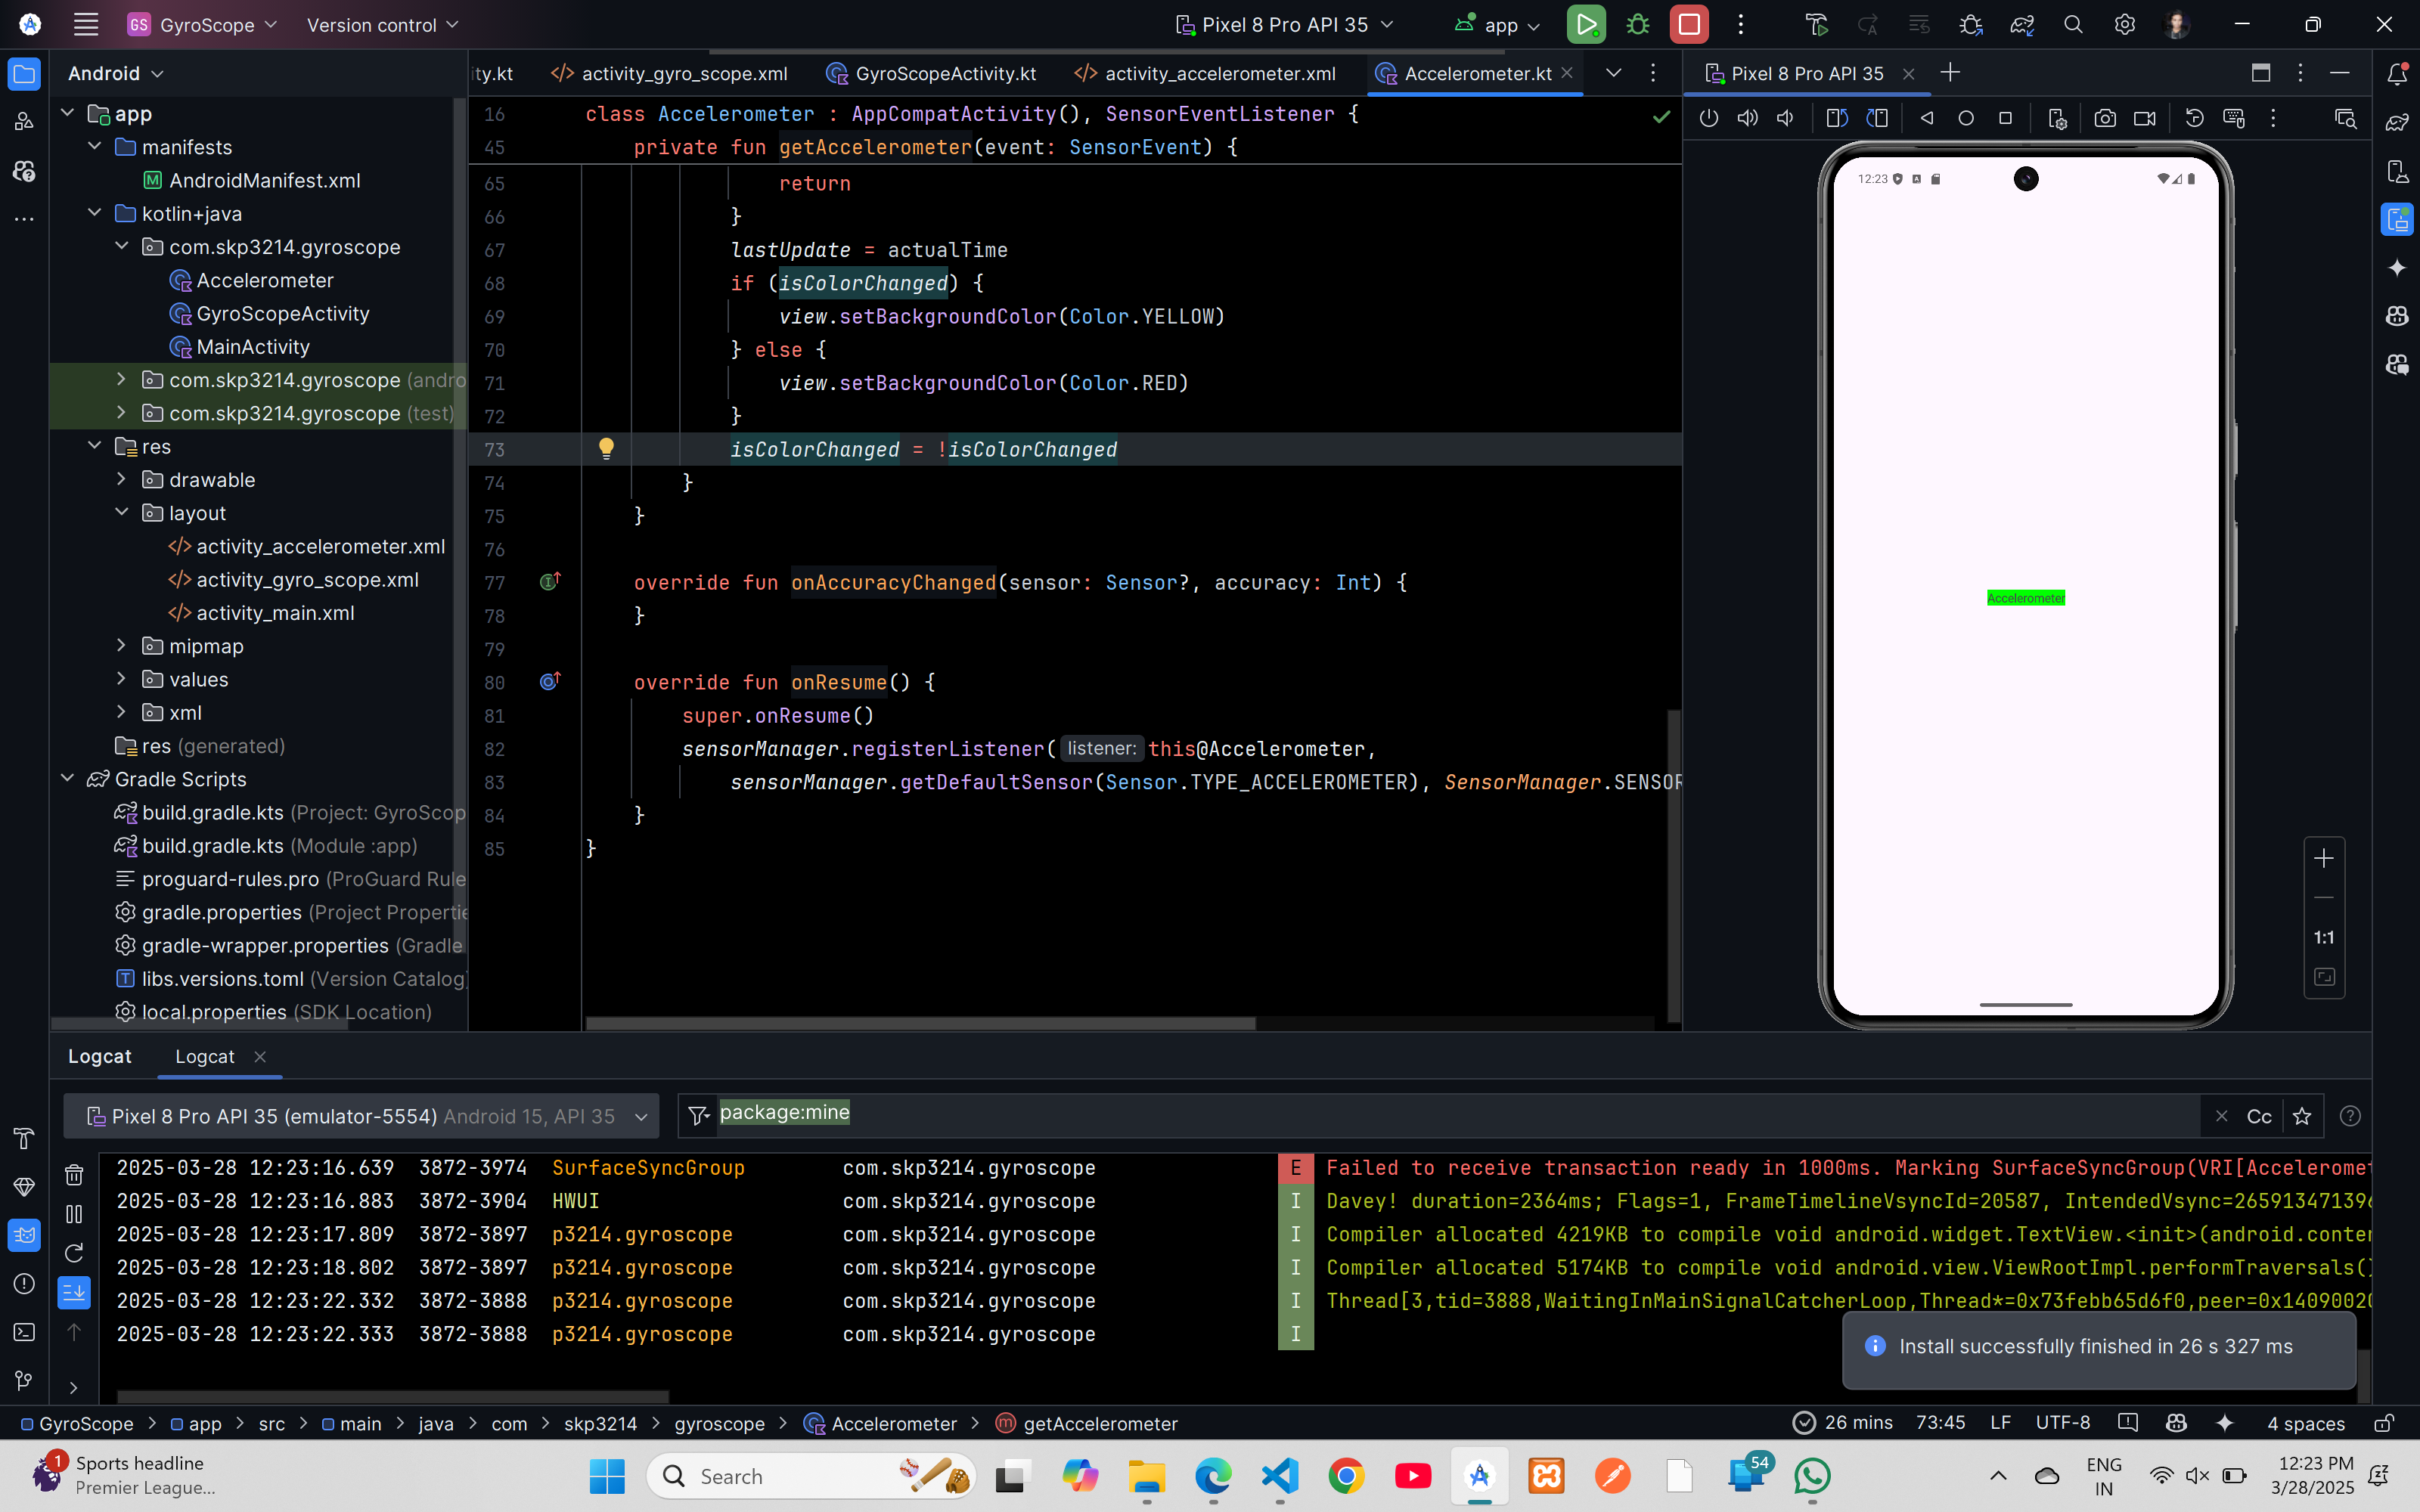 GS GyroScope Version control Pixel 8 Pro API 35 app
Android
ity.kt activity_gyro_scope.xml GyroScopeActivity.kt activity_accelerometer.xml Accelerometer.kt
Pixel 8 Pro API 35
app
manifests
AndroidManifest.xml
kotlin+java
com.skp3214.gyroscope
Accelerometer
GyroScopeActivity
MainActivity
com.skp3214.gyroscope (andro
com.skp3214.gyroscope (test)
res
drawable
layout
activity_accelerometer.xml
activity_gyro_scope.xml
activity_main.xml
mipmap
values
xml
res (generated)
Gradle Scripts
build.gradle.kts (Project: GyroScop
build.gradle.kts (Module :app)
proguard-rules.pro (ProGuard Rule
gradle.properties (Project Propertie
gradle-wrapper.properties (Gradle
libs.versions.toml (Version Catalog)
local.properties (SDK Location)
16 class Accelerometer : AppCompatActivity(), SensorEventListener {
45 private fun getAccelerometer(event: SensorEvent) {
65 return
66 }
67 lastUpdate = actualTime
68 if (isColorChanged) {
69 view.setBackgroundColor(Color.YELLOW)
70 } else {
71 view.setBackgroundColor(Color.RED)
72 }
73 isColorChanged = !isColorChanged
74 }
75 }
76
77 override fun onAccuracyChanged(sensor: Sensor?, accuracy: Int) {
78 }
79
80 override fun onResume() {
81 super.onResume()
82 sensorManager.registerListener( listener: this@Accelerometer,
83 sensorManager.getDefaultSensor(Sensor.TYPE_ACCELEROMETER), SensorManager.SENSOR
84 }
85 }
12:23
Accelerometer
1:1
Logcat Logcat
Pixel 8 Pro API 35 (emulator-5554) Android 15, API 35
package:mine
Cc
2025-03-28 12:23:16.639 3872-3974 SurfaceSyncGroup com.skp3214.gyroscope E Failed to receive transaction ready in 1000ms. Marking SurfaceSyncGroup(VRI[Acceleromet
2025-03-28 12:23:16.883 3872-3904 HWUI com.skp3214.gyroscope I Davey! duration=2364ms; Flags=1, FrameTimelineVsyncId=20587, IntendedVsync=26591347139
2025-03-28 12:23:17.809 3872-3897 p3214.gyroscope com.skp3214.gyroscope I Compiler allocated 4219KB to compile void android.widget.TextView.<init>(android.conten
2025-03-28 12:23:18.802 3872-3897 p3214.gyroscope com.skp3214.gyroscope I Compiler allocated 5174KB to compile void android.view.ViewRootImpl.performTraversals()
2025-03-28 12:23:22.332 3872-3888 p3214.gyroscope com.skp3214.gyroscope I Thread[3,tid=3888,WaitingInMainSignalCatcherLoop,Thread*=0x73febb65d6f0,peer=0x1409002
2025-03-28 12:23:22.333 3872-3888 p3214.gyroscope com.skp3214.gyroscope I
Install successfully finished in 26 s 327 ms
GyroScope > app > src > main > java > com > skp3214 > gyroscope > Accelerometer > getAccelerometer
26 mins 73:45 LF UTF-8 4 spaces
1 Sports headline
Premier League...
Search
54
ENG
IN
12:23 PM
3/28/2025